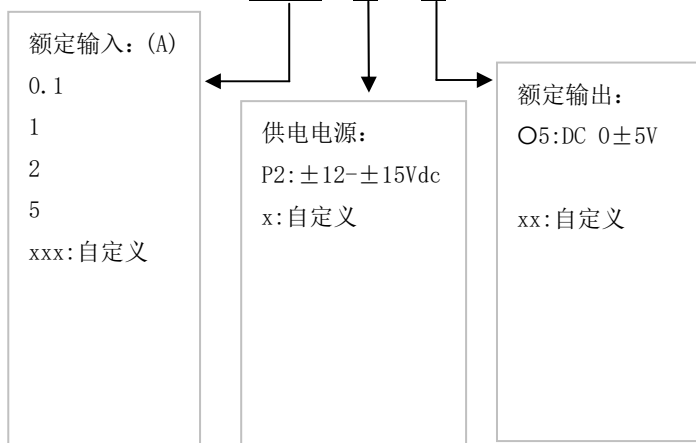 额定输入：(A)
0.1
1
2
5
xxx:自定义
供电电源：
P2:±12-±15Vdc
x:自定义
额定输出：
O5:DC 0±5V
xx:自定义